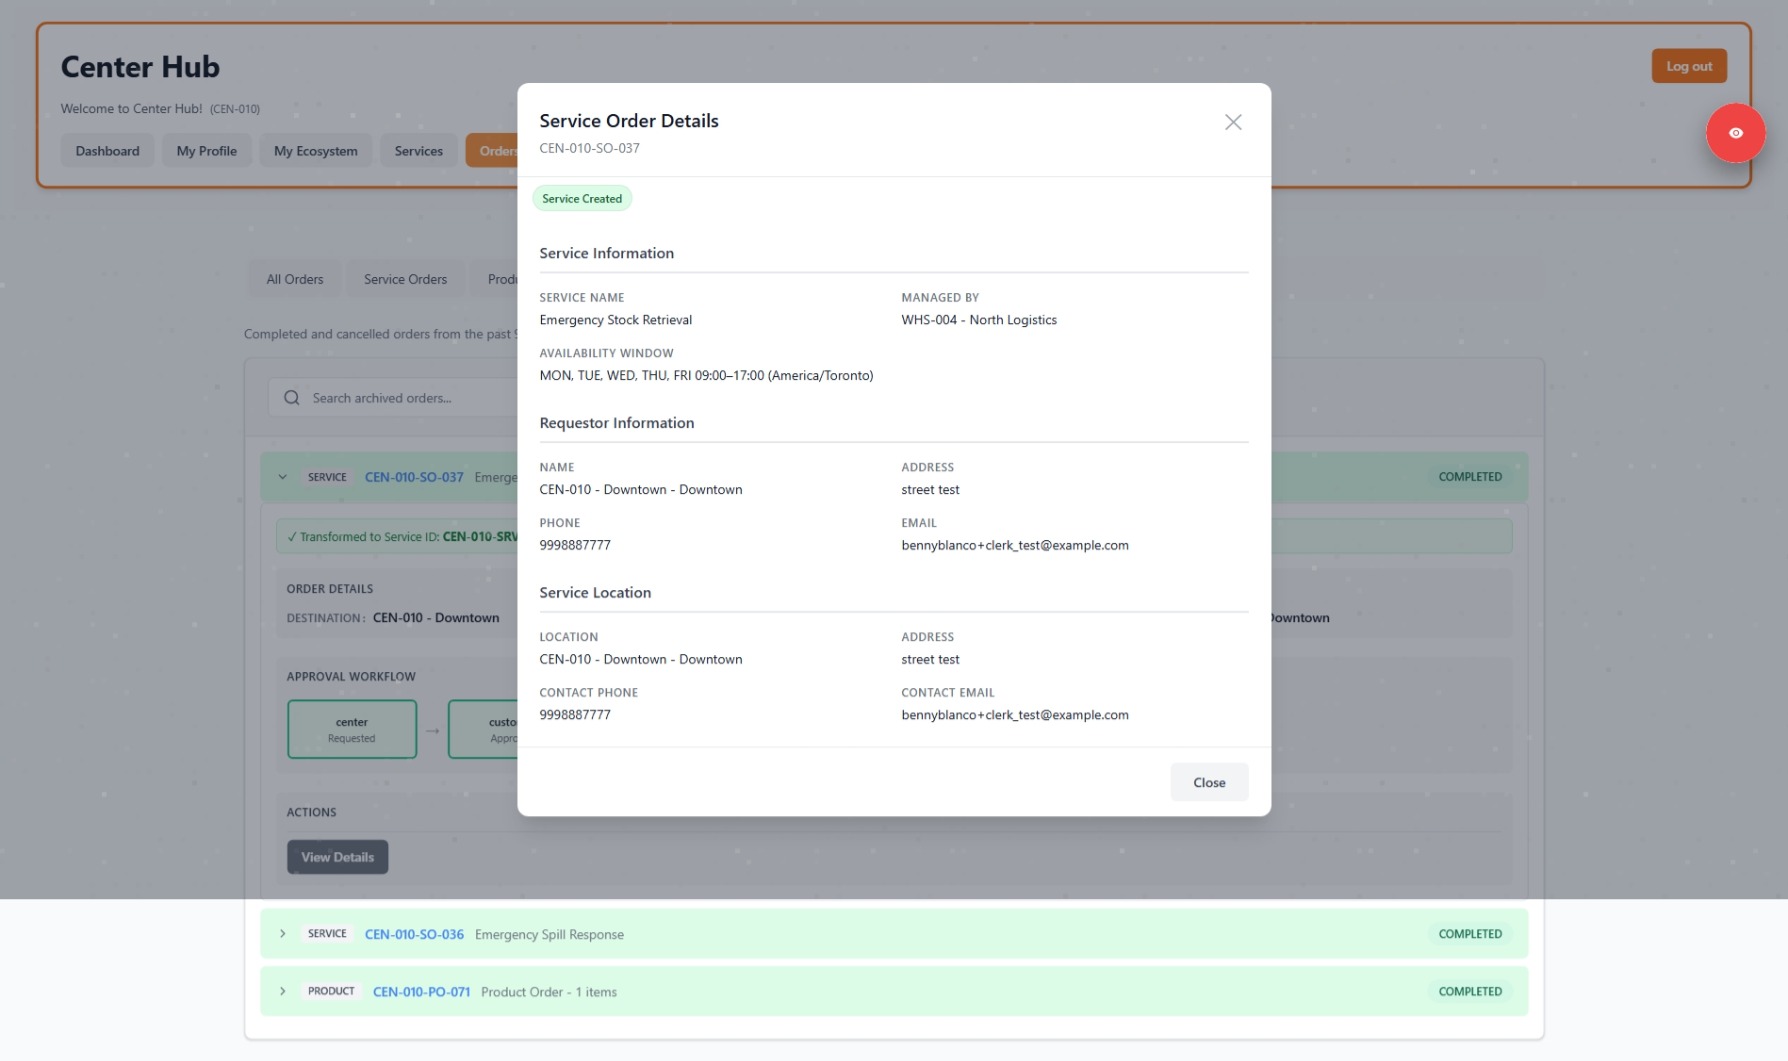 Center Hub
Log out
Welcome to Center Hub! (CEN-010)
Dashboard
My Profile
My Ecosystem
Services
Orders
Service Order Details
CEN-010-SO-037
Service Created
Service Information
SERVICE NAME
MANAGED BY
Emergency Stock Retrieval
WHS-004 - North Logistics
AVAILABILITY WINDOW
MON, TUE, WED, THU, FRI 09:00–17:00 (America/Toronto)
Requestor Information
NAME
ADDRESS
CEN-010 - Downtown - Downtown
street test
PHONE
EMAIL
9998887777
bennyblanco+clerk_test@example.com
Service Location
LOCATION
ADDRESS
CEN-010 - Downtown - Downtown
street test
CONTACT PHONE
CONTACT EMAIL
9998887777
bennyblanco+clerk_test@example.com
Close
All Orders
Service Orders
Completed and cancelled orders from the past
Search archived orders...
SERVICE CEN-010-SO-037
COMPLETED
✓ Transformed to Service ID: CEN-010-SRV
ORDER DETAILS
DESTINATION: CEN-010 - Downtown
Downtown
APPROVAL WORKFLOW
center
Requested
→
ACTIONS
View Details
SERVICE CEN-010-SO-036 Emergency Spill Response
COMPLETED
PRODUCT CEN-010-PO-071 Product Order - 1 items
COMPLETED